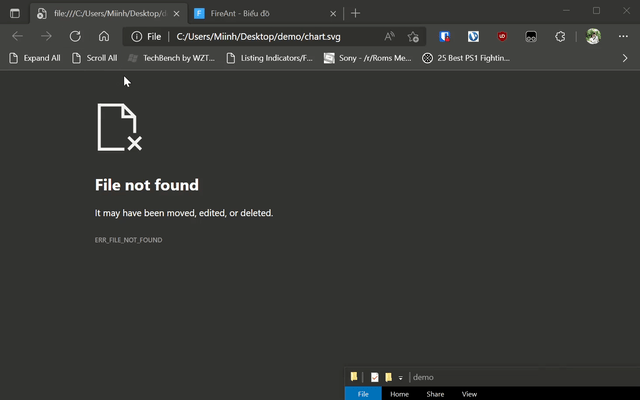 file:///C:/Users/Miinh/Desktop/c
FireAnt - Biểu đồ
File
C:/Users/Miinh/Desktop/demo/chart.svg
Expand All
Scroll All
TechBench by WZT...
Listing Indicators/F...
Sony - /r/Roms Me...
25 Best PS1 Fightin...
File not found
It may have been moved, edited, or deleted.
ERR_FILE_NOT_FOUND
demo
File
Home
Share
View